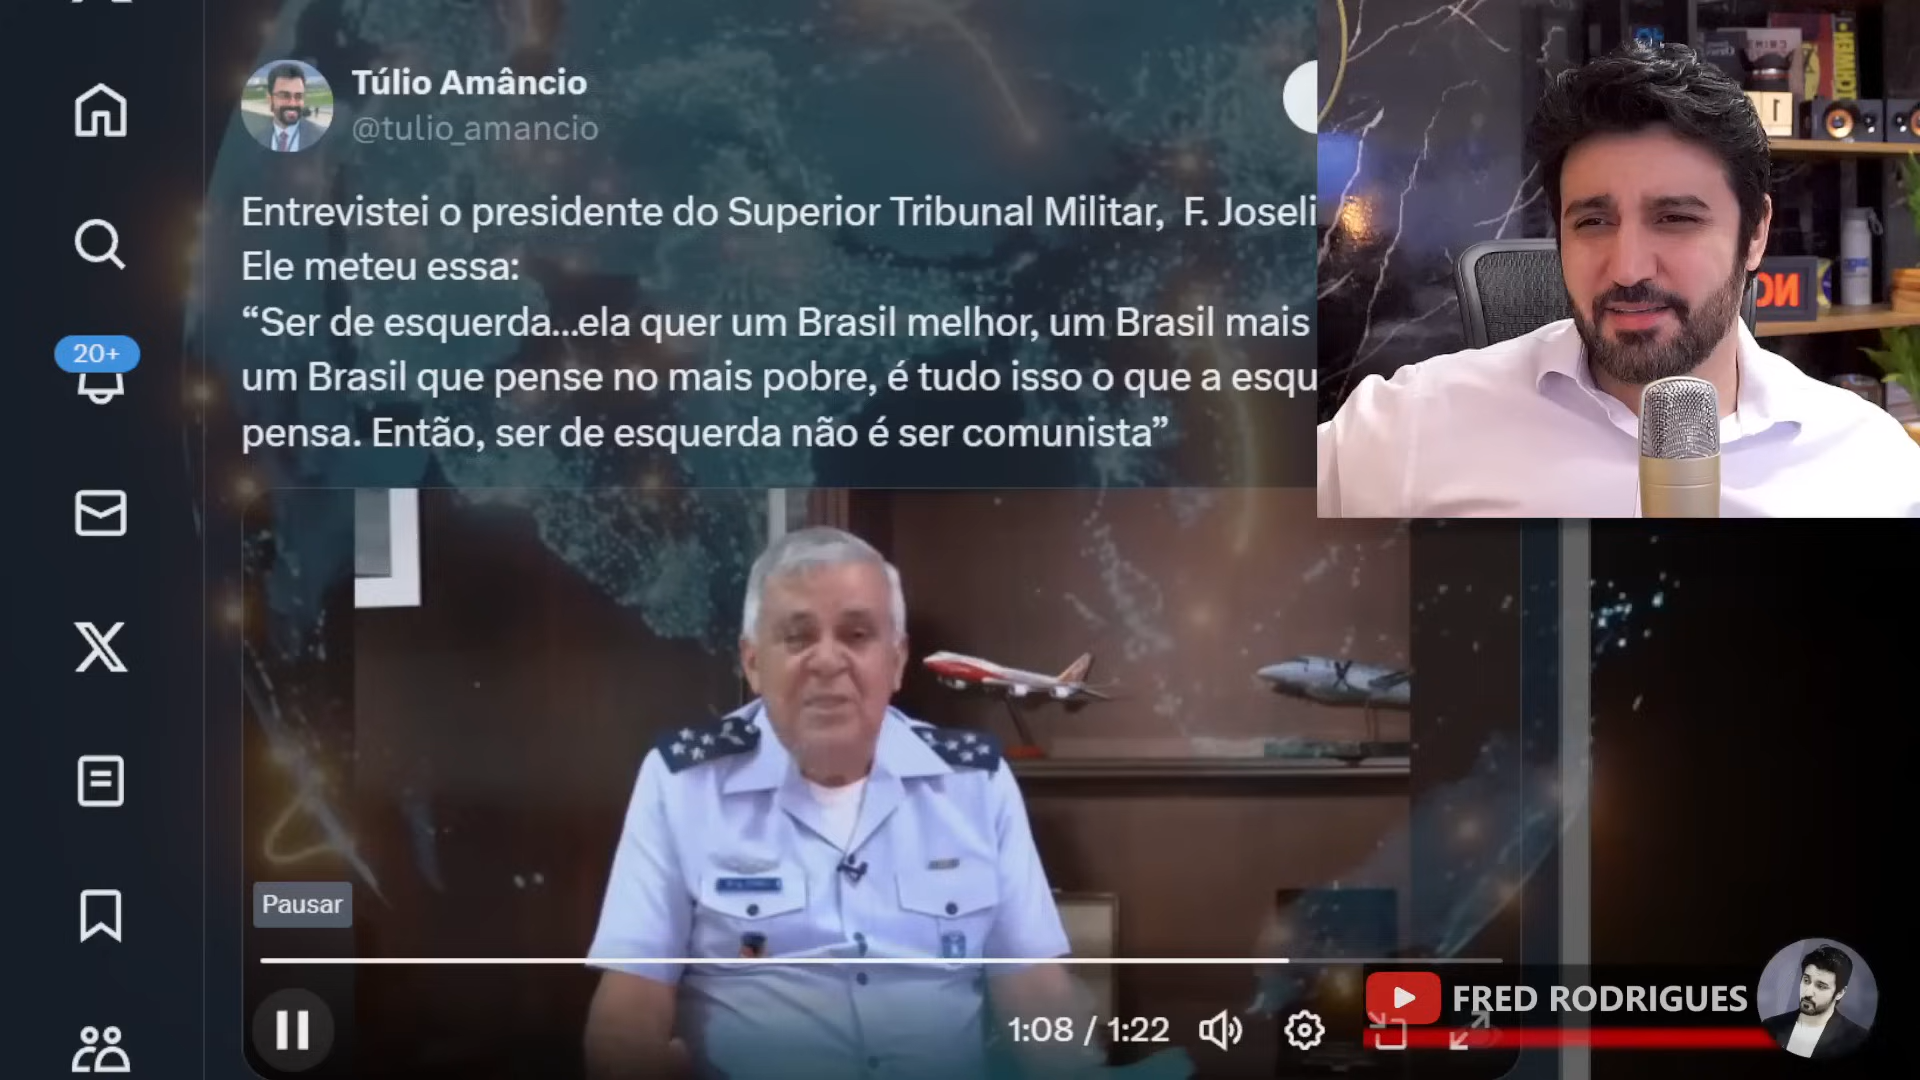 Túlio Amâncio
@tulio_amancio
Entrevistei o presidente do Superior Tribunal Militar, F. Joseli
Ele meteu essa:
“Ser de esquerda...ela quer um Brasil melhor, um Brasil mais
um Brasil que pense no mais pobre, é tudo isso o que a esqu
pensa. Então, ser de esquerda não é ser comunista”
20+
Pausar
1:08 / 1:22
FRED RODRIGUES